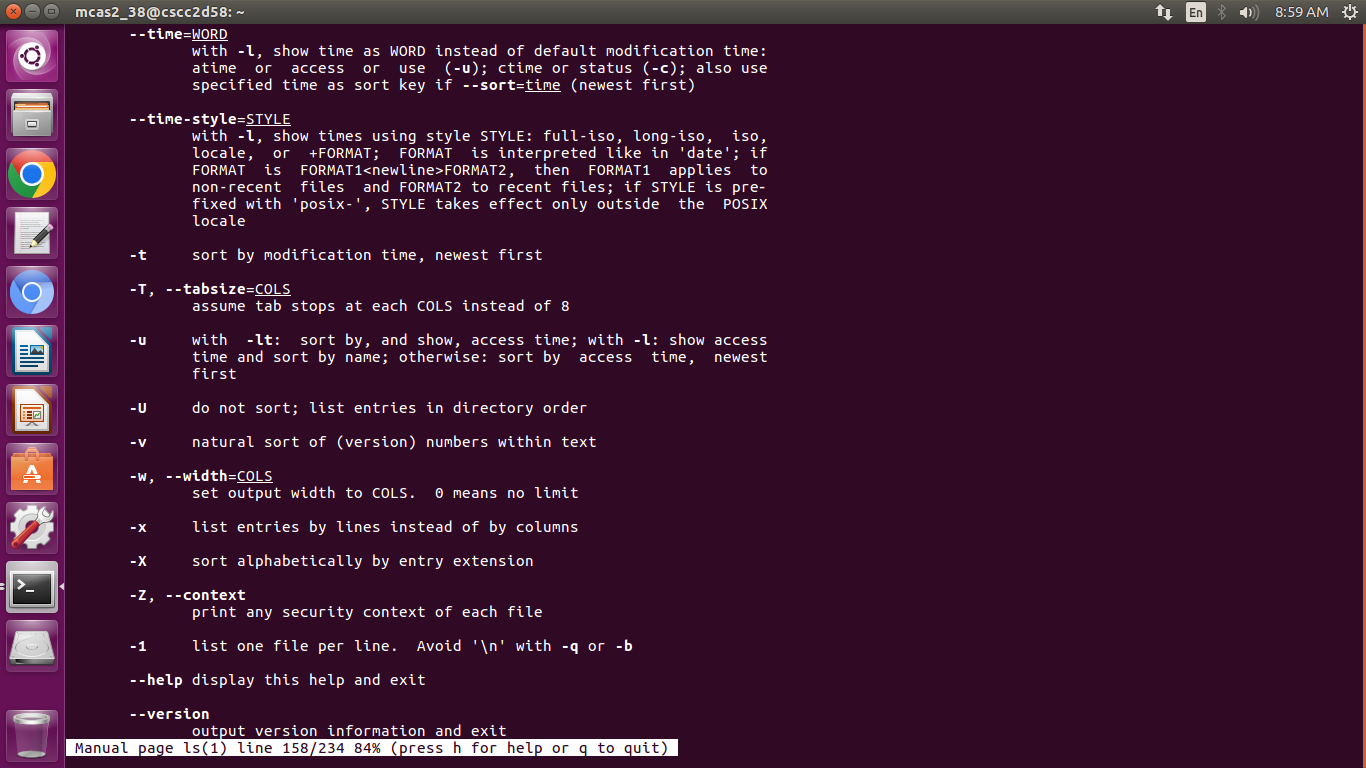 mcas2_38@cscc2d58: ~
En
8:59 AM
--time=WORD
with -l, show time as WORD instead of default modification time:
atime or access or use (-u); ctime or status (-c); also use
specified time as sort key if --sort=time (newest first)
--time-style=STYLE
with -l, show times using style STYLE: full-iso, long-iso, iso,
locale, or +FORMAT; FORMAT is interpreted like in 'date'; if
FORMAT is FORMAT1<newline>FORMAT2, then FORMAT1 applies to
non-recent files and FORMAT2 to recent files; if STYLE is pre-
fixed with 'posix-', STYLE takes effect only outside the POSIX
locale
-t sort by modification time, newest first
-T, --tabsize=COLS
assume tab stops at each COLS instead of 8
-u with -lt: sort by, and show, access time; with -l: show access
time and sort by name; otherwise: sort by access time, newest
first
-U do not sort; list entries in directory order
-v natural sort of (version) numbers within text
-w, --width=COLS
set output width to COLS. 0 means no limit
-x list entries by lines instead of by columns
-X sort alphabetically by entry extension
-Z, --context
print any security context of each file
-1 list one file per line. Avoid '\n' with -q or -b
--help display this help and exit
--version
output version information and exit
Manual page ls(1) line 158/234 84% (press h for help or q to quit)